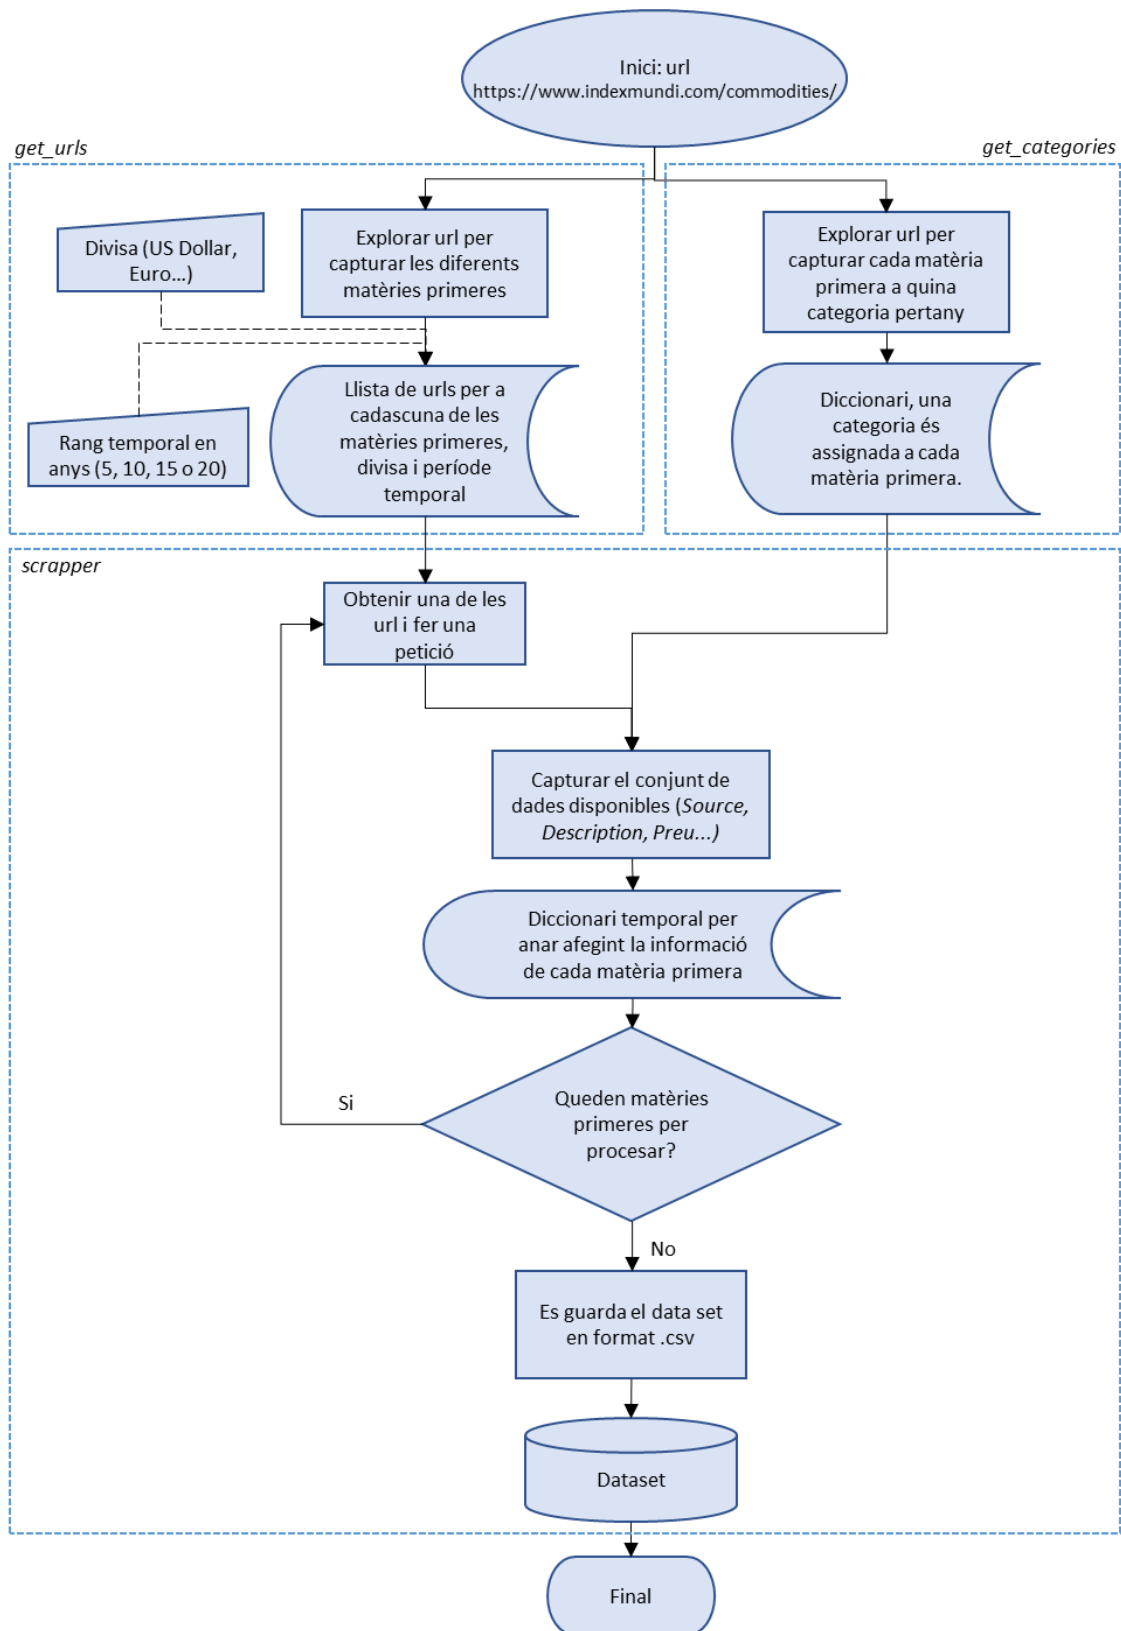 Inici: url
https://www.indexmundi.com/commodities/
get_urls
get_categories
Divisa (US Dollar,
Euro...)
Explorar url per
capturar les diferents
matèries primeres
Explorar url per
capturar cada matèria
primera a quina
categoria pertany
Rang temporal en
anys (5, 10, 15 o 20)
Llista de urls per a
cadascuna de les
matèries primeres,
divisa i període
temporal
Diccionari, una
categoria és
assignada a cada
matèria primera.
scrapper
Obtenir una de les
url i fer una
petició
Capturar el conjunt de
dades disponibles (Source,
Description, Preu...)
Diccionari temporal per
anar afegint la informació
de cada matèria primera
Queden matèries
primeres per
procesar?
Si
No
Es guarda el data set
en format .csv
Dataset
Final